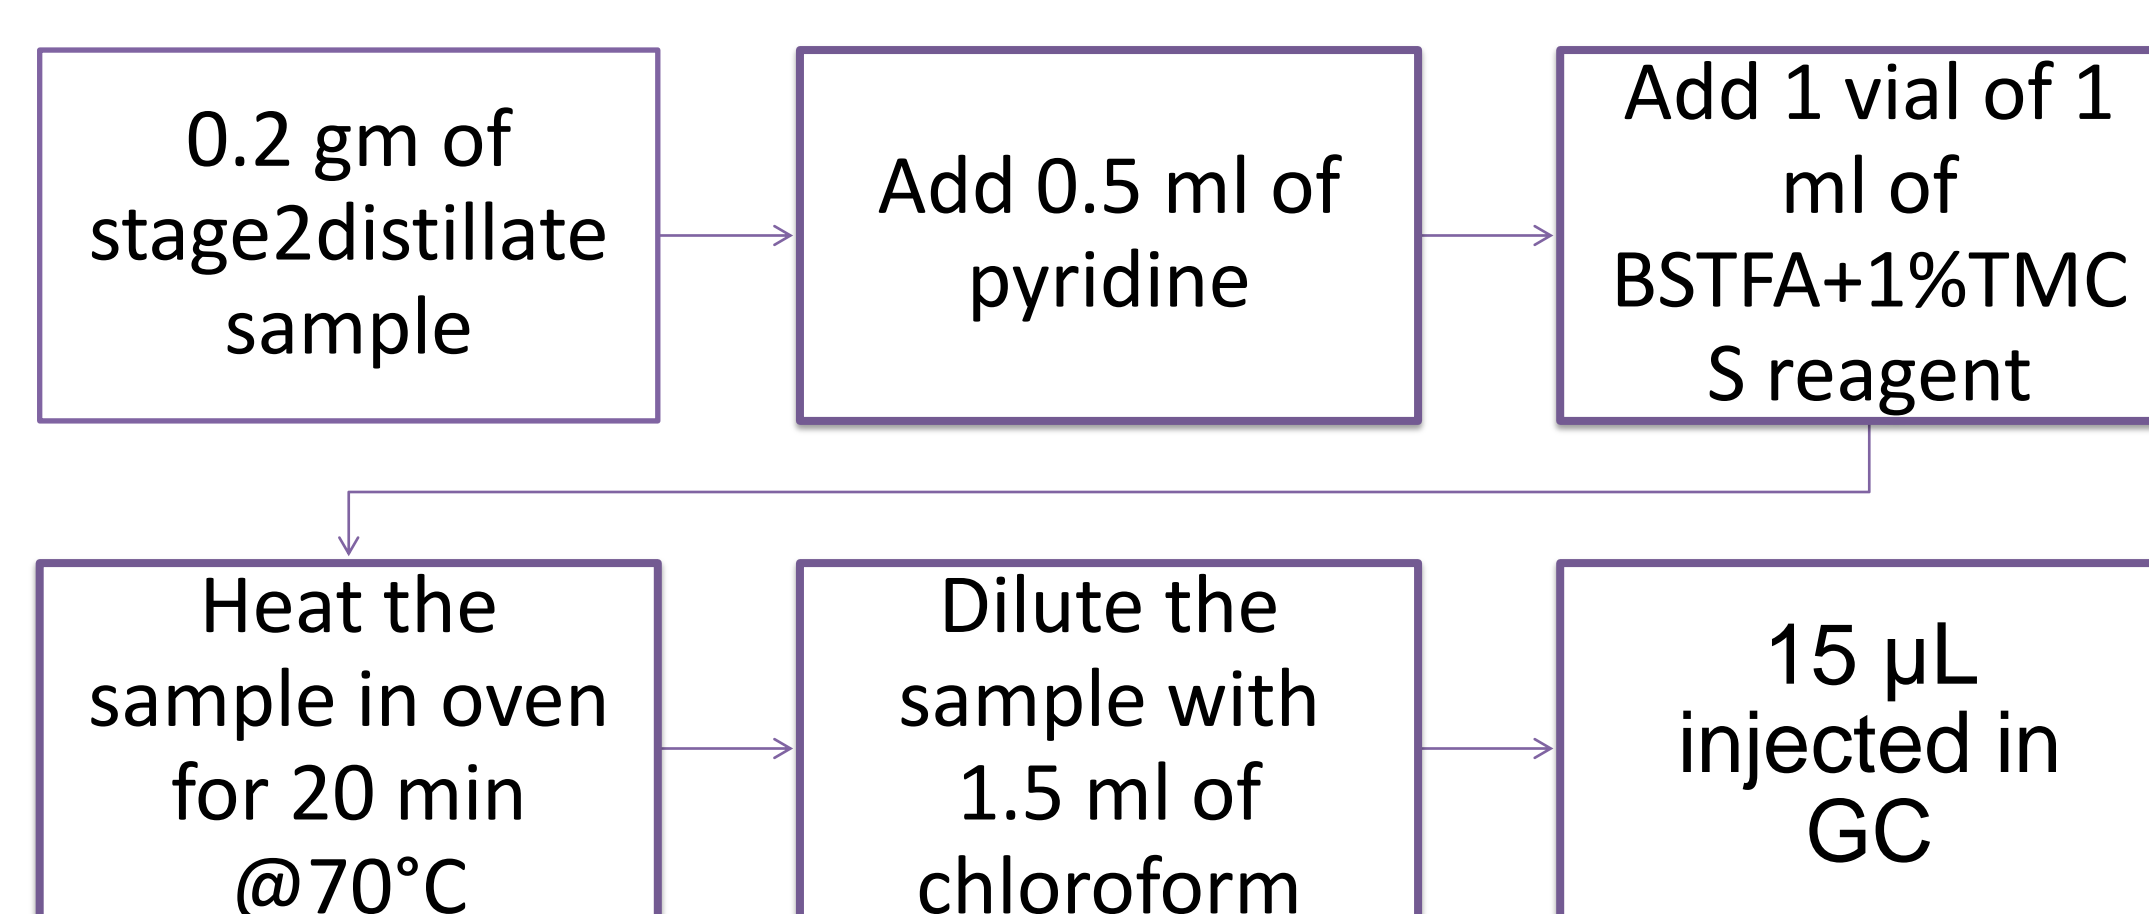 0.2 gm of
stage2distillate
sample
Add 0.5 ml of
pyridine
Add 1 vial of 1
ml of
BSTFA+1%TMC
S reagent
Heat the
sample in oven
for 20 min
@70°C
Dilute the
sample with
1.5 ml of
chloroform
15 µL
injected in
GC